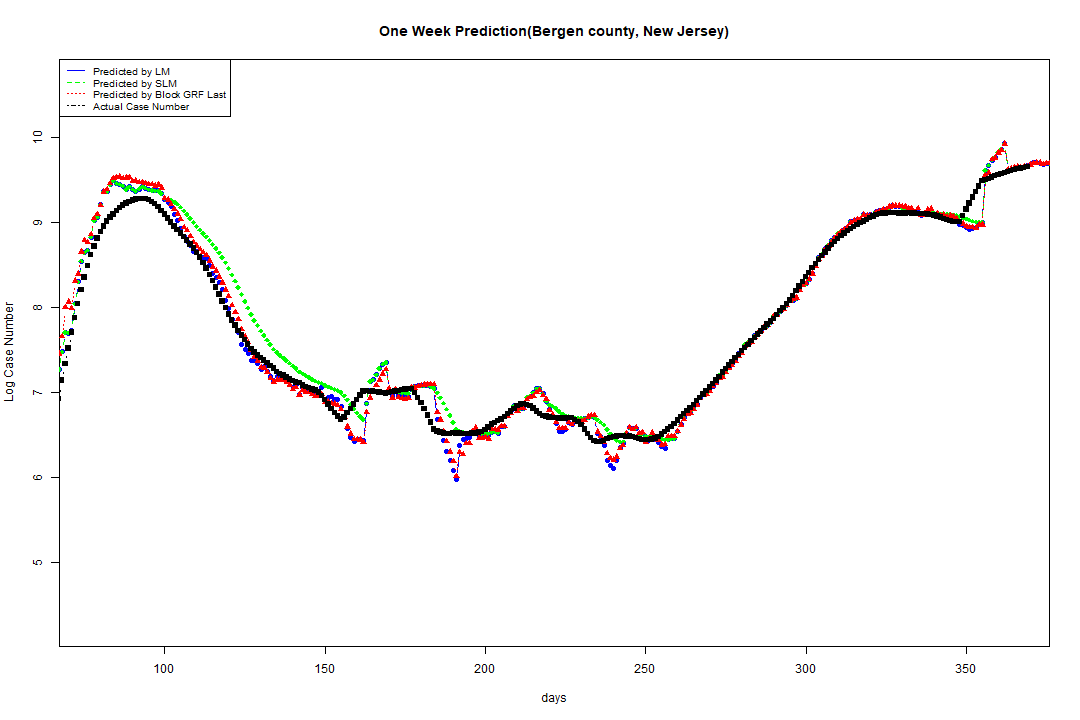 One Week Prediction(Bergen county, New Jersey)
Predicted by LM
Predicted by SLM
Predicted by Block GRF Last
Actual Case Number
10
9
8
7
6
5
Log Case Number
100 150 200 250 300 350
days